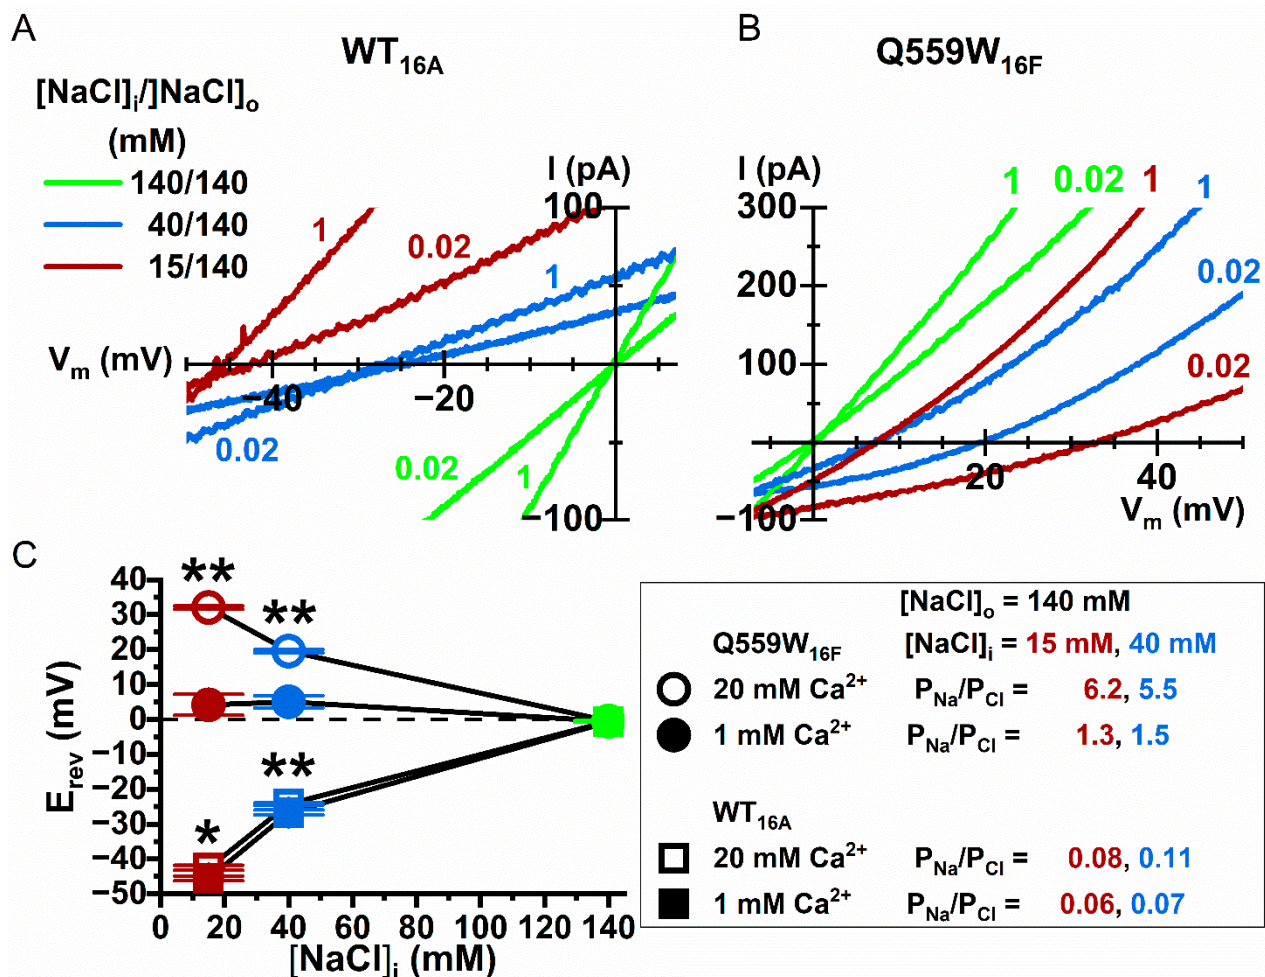 A
WT16A
[NaCl]i/]NaCl]o
(mM)
140/140
40/140
15/140
I (pA)
100
1
0.02
1
Vm (mV)
−40
−20
0.02
0.02
1
−100
B
Q559W16F
I (pA)
1
0.02
1
1
300
0.02
200
100
0.02
20
40
−100
Vm (mV)
C
Erev (mV)
40
30
20
10
0
−10
−20
−30
−40
−50
**
**
**
*
0
20
40
60
80
100
120
140
[NaCl]i (mM)
[NaCl]o = 140 mM
Q559W16F [NaCl]i = 15 mM, 40 mM
20 mM Ca2+ PNa/PCl = 6.2, 5.5
1 mM Ca2+ PNa/PCl = 1.3, 1.5
WT16A
20 mM Ca2+ PNa/PCl = 0.08, 0.11
1 mM Ca2+ PNa/PCl = 0.06, 0.07